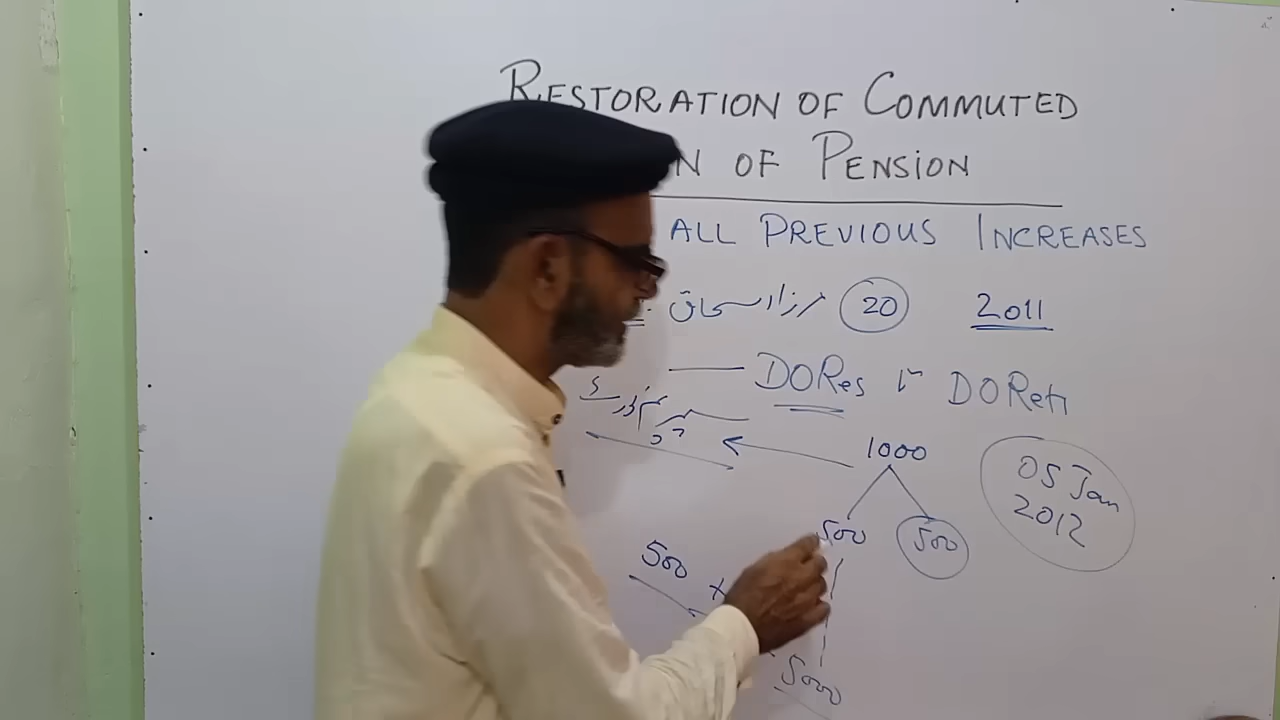 RESTORATION OF COMMUTED
N OF PENSION
ALL PREVIOUS INCREASES
20 2011
DORes DORet
1000
05 Jan
2012
500 500
500 +
5000